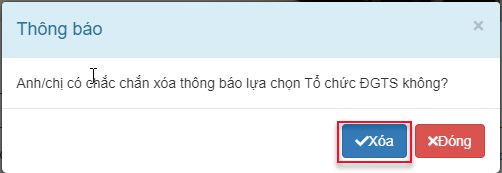 Thông báo
Anh/chị có chắc chắn xóa thông báo lựa chọn Tổ chức ĐGTS không?
Xóa Đóng